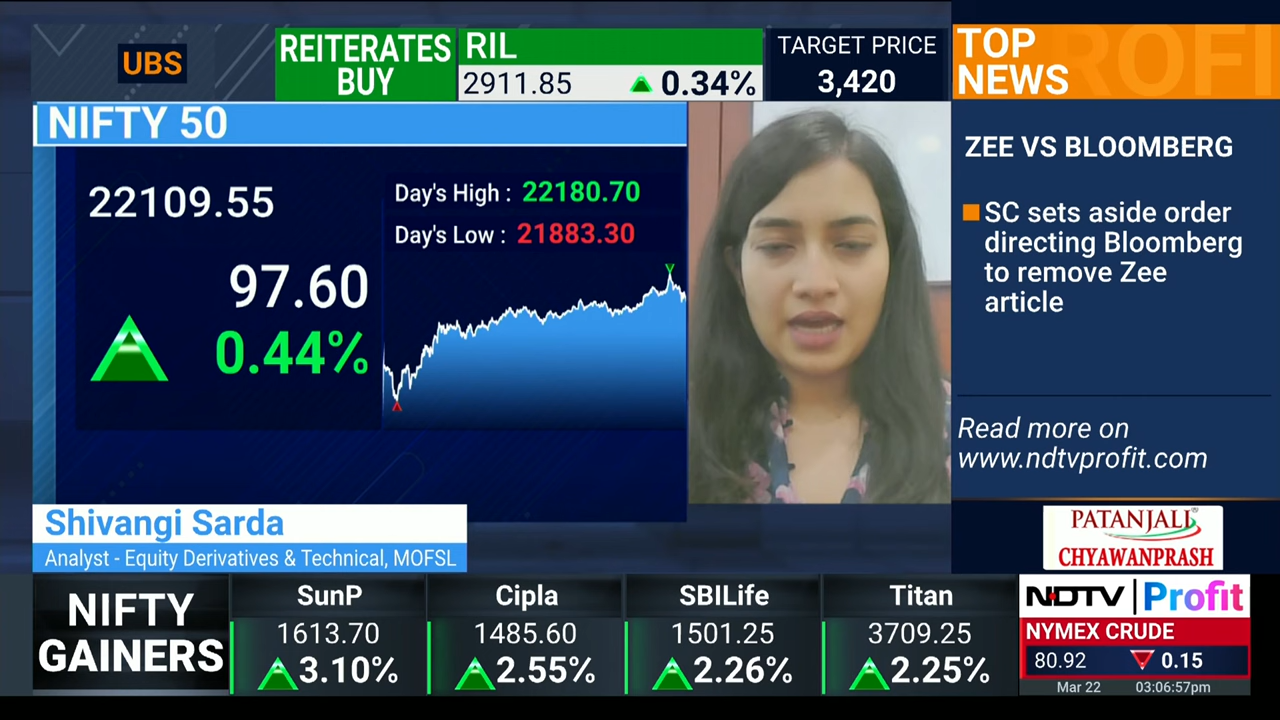 UBS
REITERATES
BUY
RIL
2911.85 0.34%
TARGET PRICE
3,420
TOP
NEWS
NIFTY 50
22109.55
97.60
0.44%
Day's High : 22180.70
Day's Low : 21883.30
ZEE VS BLOOMBERG
SC sets aside order
directing Bloomberg
to remove Zee
article
Read more on
www.ndtvprofit.com
Shivangi Sarda
Analyst - Equity Derivatives & Technical, MOFSL
PATANJALI
CHYAWANPRASH
NIFTY
GAINERS
SunP
1613.70
3.10%
Cipla
1485.60
2.55%
SBILife
1501.25
2.26%
Titan
3709.25
2.25%
NDTV Profit
NYMEX CRUDE
80.92 0.15
Mar 22 03:06:57pm